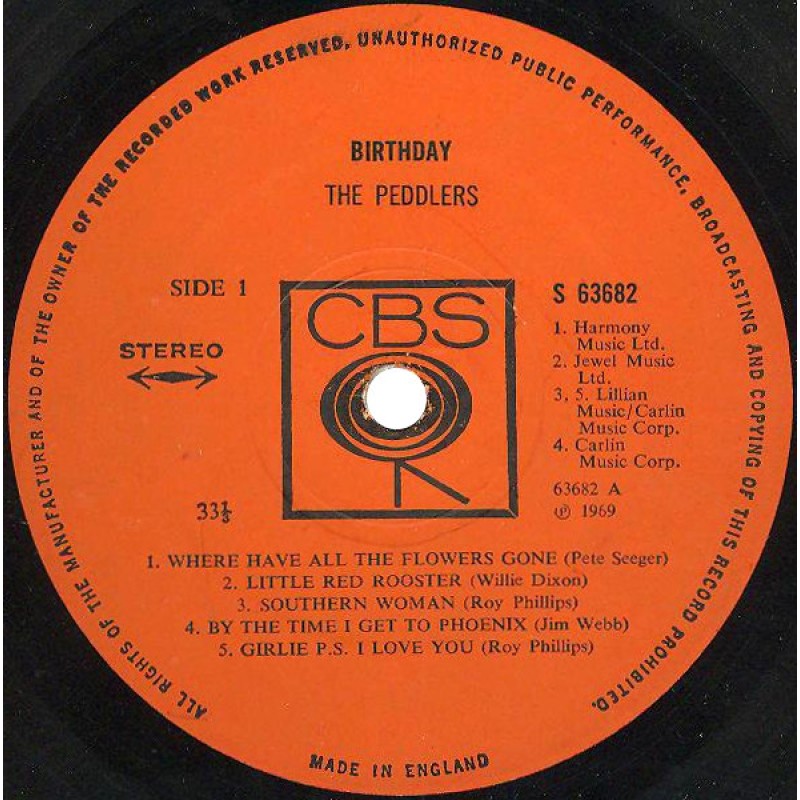 ALL RIGHTS OF THE MANUFACTURER AND OF THE OWNER OF THE RECORDED WORK RESERVED. UNAUTHORIZED PUBLIC PERFORMANCE, BROADCASTING AND COPYING OF THIS RECORD PROHIBITED.
BIRTHDAY
THE PEDDLERS
SIDE 1
STEREO
33⅓
CBS
S 63682
1. Harmony
Music Ltd.
2. Jewel Music
Ltd.
3, 5. Lillian
Music/Carlin
Music Corp.
4. Carlin
Music Corp.
63682 A
℗ 1969
1. WHERE HAVE ALL THE FLOWERS GONE (Pete Seeger)
2. LITTLE RED ROOSTER (Willie Dixon)
3. SOUTHERN WOMAN (Roy Phillips)
4. BY THE TIME I GET TO PHOENIX (Jim Webb)
5. GIRLIE P.S. I LOVE YOU (Roy Phillips)
MADE IN ENGLAND